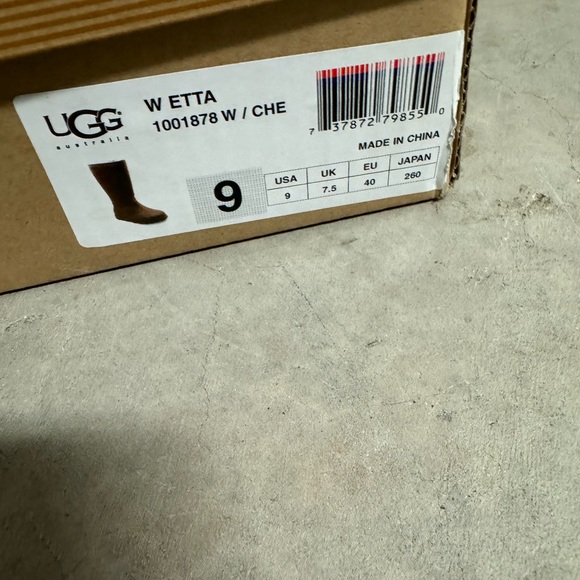 UGG
australia
W ETTA
1001878 W / CHE
7 37872 79855 0
MADE IN CHINA
9
USA UK EU JAPAN
9 7.5 40 260